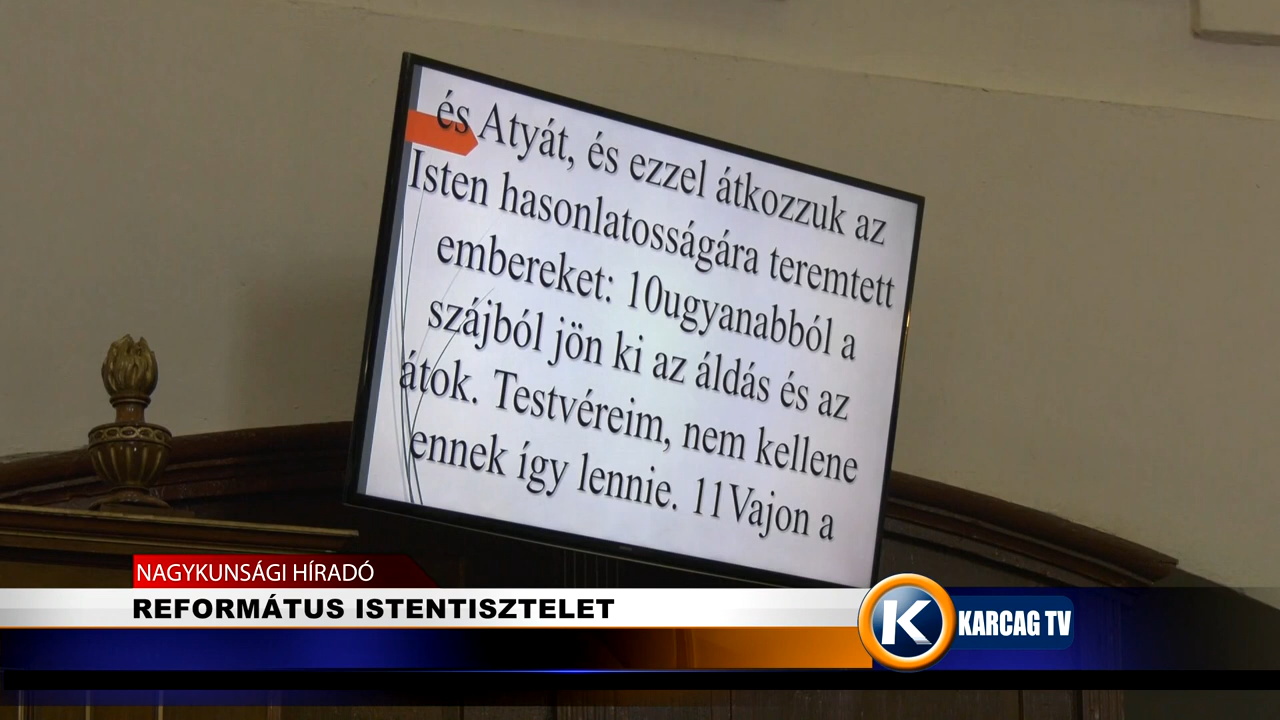 és Atyát, és ezzel átkozzuk az
Isten hasonlatosságára teremtett
embereket: 10ugyanabból a
szájból jön ki az áldás és az
átok. Testvéreim, nem kellene
ennek így lennie. 11Vajon a
NAGYKUNSÁGI HÍRADÓ
REFORMÁTUS ISTENTISZTELET
K KARCAG TV